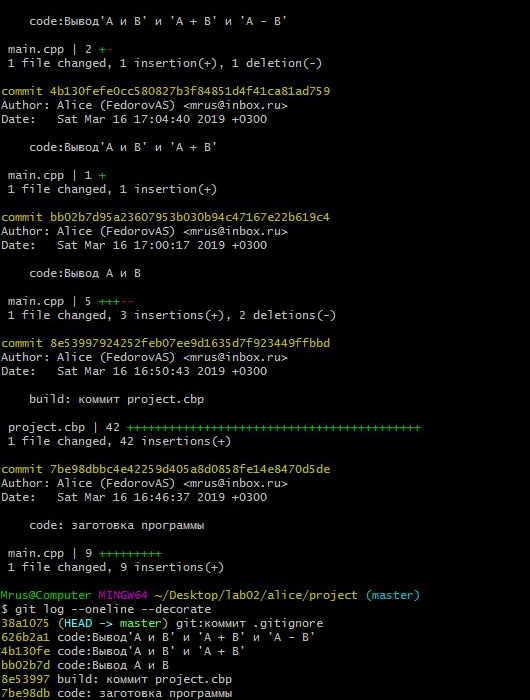 code:Вывод'A и B' и 'A + B' и 'A - B'
main.cpp | 2 +-
1 file changed, 1 insertion(+), 1 deletion(-)
commit 4b130fefe0cc580827b3f84851d4f41ca81ad759
Author: Alice (FedorovAS) <mrus@inbox.ru>
Date:   Sat Mar 16 17:04:40 2019 +0300
code:Вывод'A и B' и 'A + B'
main.cpp | 1 +
1 file changed, 1 insertion(+)
commit bb02b7d95a23607953b030b94c47167e22b619c4
Author: Alice (FedorovAS) <mrus@inbox.ru>
Date:   Sat Mar 16 17:00:17 2019 +0300
code:Вывод A и B
main.cpp | 5 +++--
1 file changed, 3 insertions(+), 2 deletions(-)
commit 8e53997924252feb07ee9d1635d7f923449ffbbd
Author: Alice (FedorovAS) <mrus@inbox.ru>
Date:   Sat Mar 16 16:50:43 2019 +0300
build: коммит project.cbp
project.cbp | 42 ++++++++++++++++++++++++++++++++++++++++++
1 file changed, 42 insertions(+)
commit 7be98dbbc4e42259d405a8d0858fe14e8470d5de
Author: Alice (FedorovAS) <mrus@inbox.ru>
Date:   Sat Mar 16 16:46:37 2019 +0300
code: заготовка программы
main.cpp | 9 +++++++++
1 file changed, 9 insertions(+)
Mrus@Computer MINGW64 ~/Desktop/lab02/alice/project (master)
$ git log --oneline --decorate
38a1075 (HEAD -> master) git:коммит .gitignore
626b2a1 code:Вывод'A и B' и 'A + B' и 'A - B'
4b130fe code:Вывод'A и B' и 'A + B'
bb02b7d code:Вывод A и B
8e53997 build: коммит project.cbp
7be98db code: заготовка программы